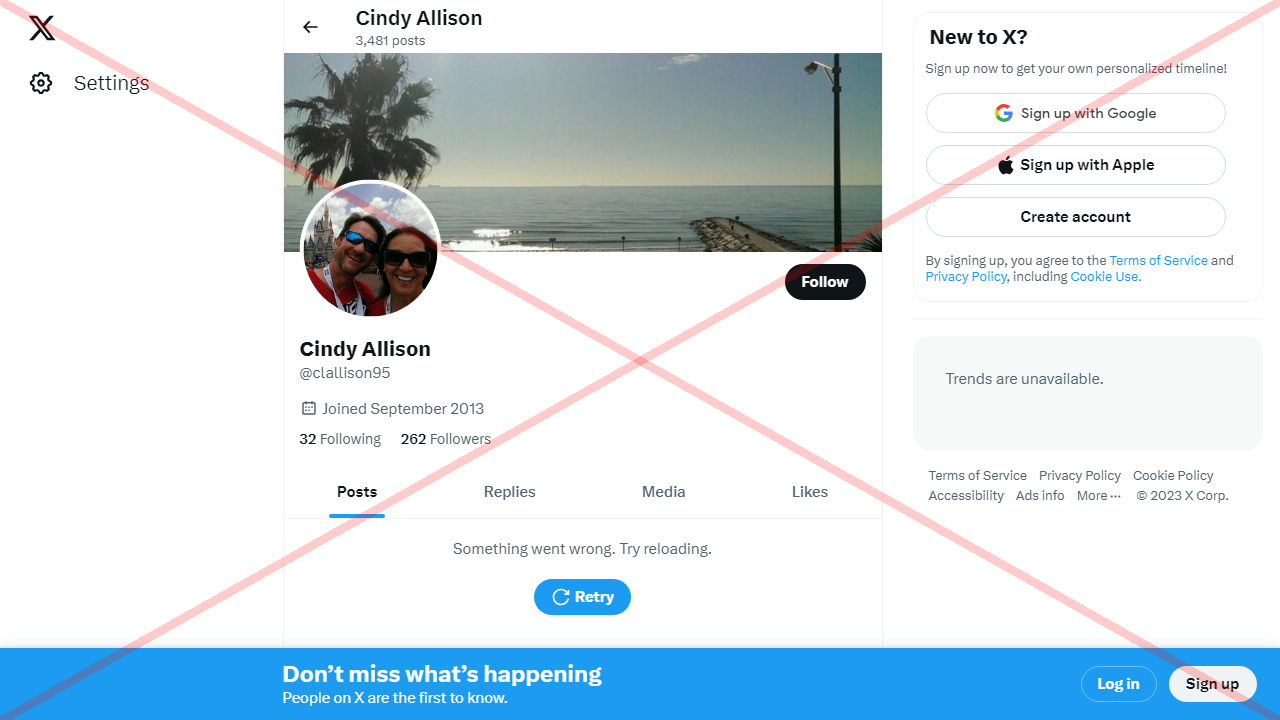 Settings
Cindy Allison
3,481 posts
Follow
Cindy Allison
@clallison95
Joined September 2013
32 Following 262 Followers
Posts Replies Media Likes
Something went wrong. Try reloading.
Retry
New to X?
Sign up now to get your own personalized timeline!
Sign up with Google
Sign up with Apple
Create account
By signing up, you agree to the Terms of Service and
Privacy Policy, including Cookie Use.
Trends are unavailable.
Terms of Service Privacy Policy Cookie Policy
Accessibility Ads info More ··· © 2023 X Corp.
Don’t miss what’s happening
People on X are the first to know.
Log in Sign up